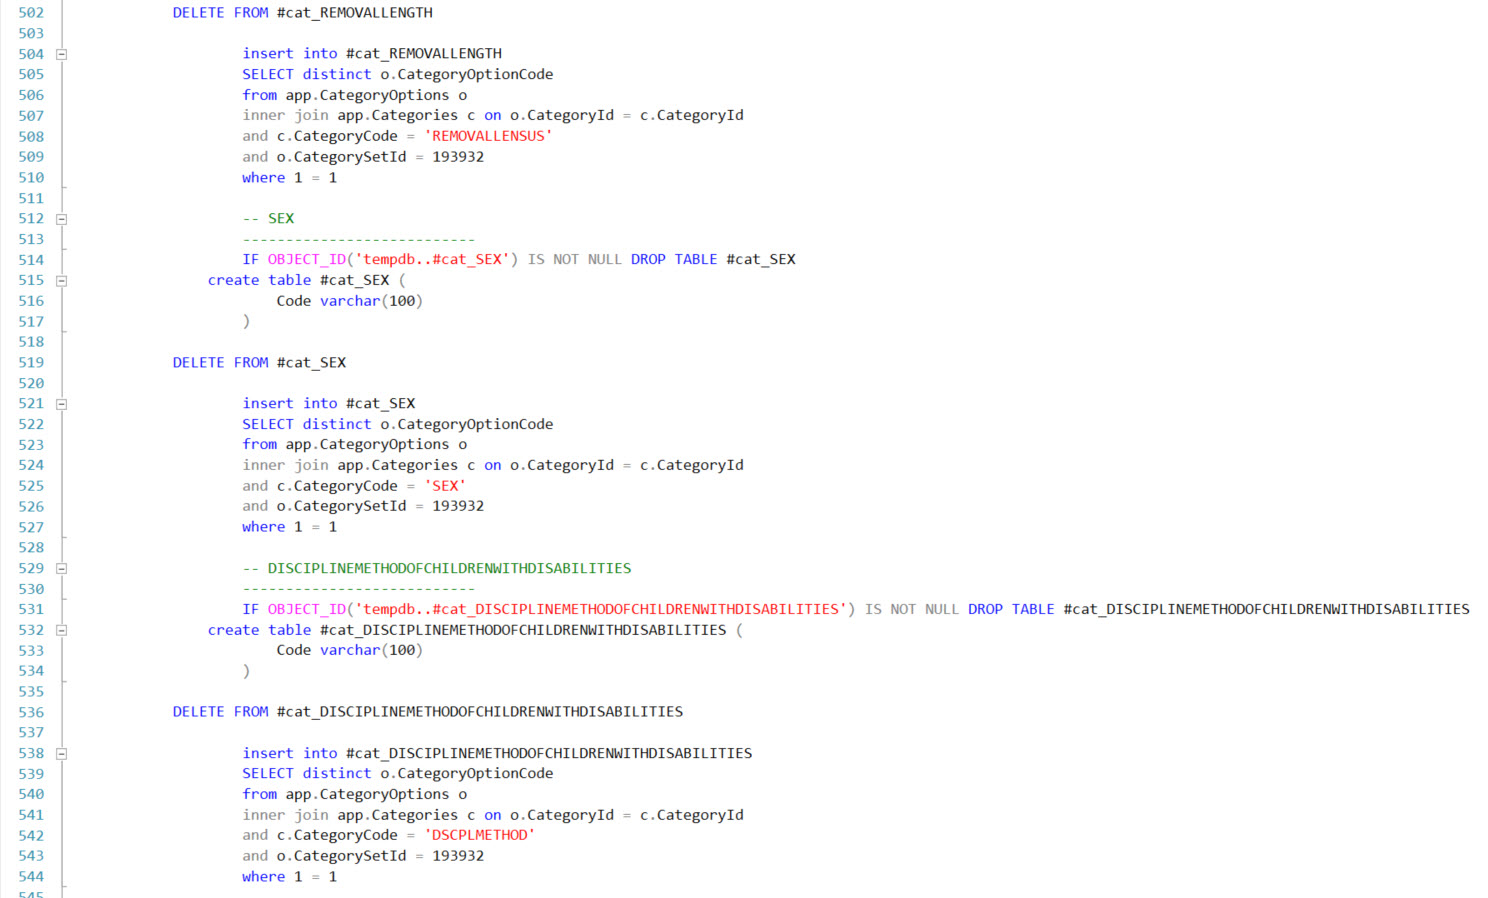 502 DELETE FROM #cat_REMOVALLENGTH
503
504 insert into #cat_REMOVALLENGTH
505 SELECT distinct o.CategoryOptionCode
506 from app.CategoryOptions o
507 inner join app.Categories c on o.CategoryId = c.CategoryId
508 and c.CategoryCode = 'REMOVALLENSUS'
509 and o.CategorySetId = 193932
510 where 1 = 1
511
512 -- SEX
513 ---------------------------
514 IF OBJECT_ID('tempdb..#cat_SEX') IS NOT NULL DROP TABLE #cat_SEX
515 create table #cat_SEX (
516 Code varchar(100)
517 )
518
519 DELETE FROM #cat_SEX
520
521 insert into #cat_SEX
522 SELECT distinct o.CategoryOptionCode
523 from app.CategoryOptions o
524 inner join app.Categories c on o.CategoryId = c.CategoryId
525 and c.CategoryCode = 'SEX'
526 and o.CategorySetId = 193932
527 where 1 = 1
528
529 -- DISCIPLINEMETHODOFCHILDRENWITHDISABILITIES
530 ---------------------------
531 IF OBJECT_ID('tempdb..#cat_DISCIPLINEMETHODOFCHILDRENWITHDISABILITIES') IS NOT NULL DROP TABLE #cat_DISCIPLINEMETHODOFCHILDRENWITHDISABILITIES
532 create table #cat_DISCIPLINEMETHODOFCHILDRENWITHDISABILITIES (
533 Code varchar(100)
534 )
535
536 DELETE FROM #cat_DISCIPLINEMETHODOFCHILDRENWITHDISABILITIES
537
538 insert into #cat_DISCIPLINEMETHODOFCHILDRENWITHDISABILITIES
539 SELECT distinct o.CategoryOptionCode
540 from app.CategoryOptions o
541 inner join app.Categories c on o.CategoryId = c.CategoryId
542 and c.CategoryCode = 'DSCPLMETHOD'
543 and o.CategorySetId = 193932
544 where 1 = 1
545